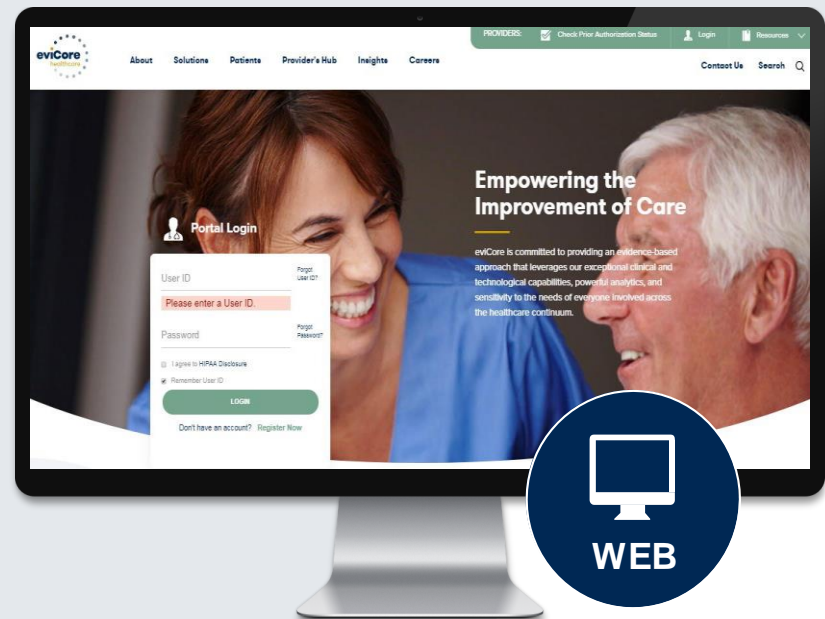 PROVIDERS: Check Prior Authorization Status Login Resources
eviCore
healthcare
About Solutions Patients Provider's Hub Insights Careers
Contact Us Search
Portal Login
User ID
Forgot
User ID?
Please enter a User ID.
Password
Forgot
Password?
I agree to HIPAA Disclosure
Remember User ID
LOGIN
Don't have an account? Register Now
Empowering the
Improvement of Care
eviCore is committed to providing an evidence-based
approach that leverages our exceptional clinical and
technological capabilities, powerful analytics, and
sensitivity to the needs of everyone involved across
the healthcare continuum.
WEB